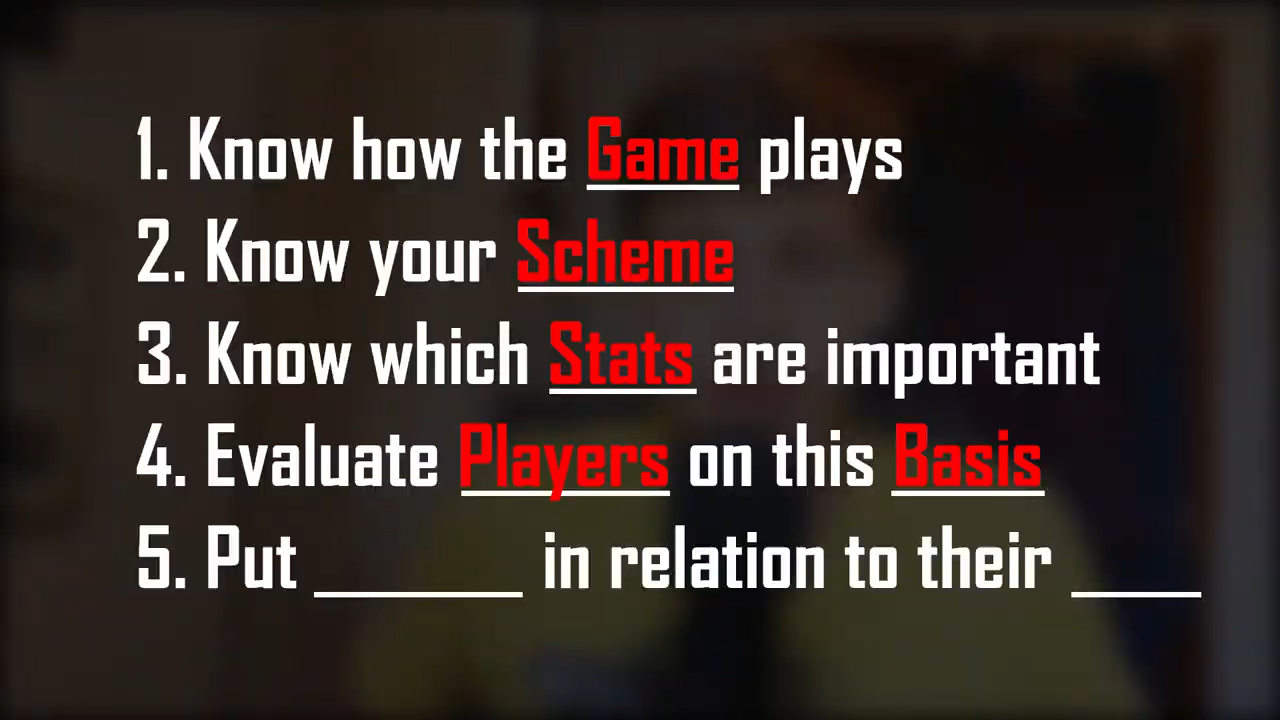 1. Know how the Game plays
2. Know your Scheme
3. Know which Stats are important
4. Evaluate Players on this Basis
5. Put ________ in relation to their _____